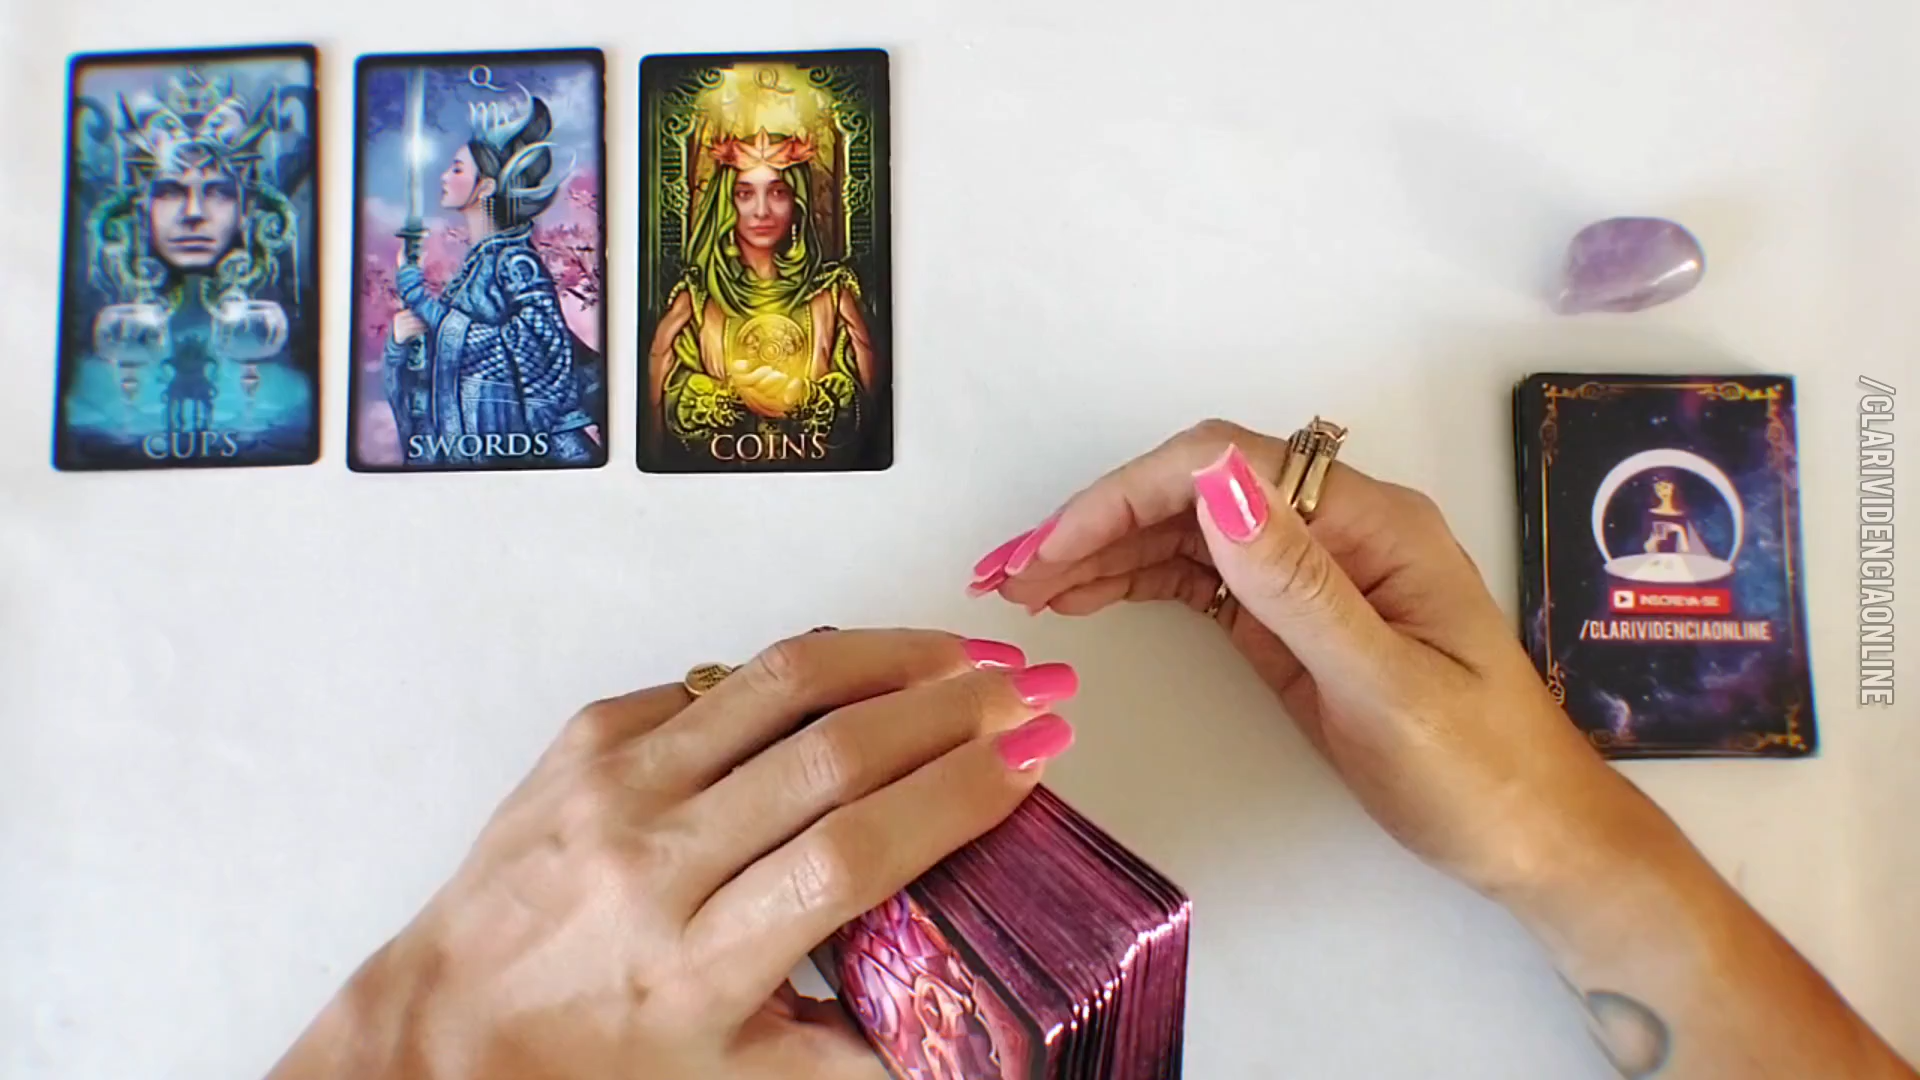 CUPS
Q
SWORDS
Q
COINS
INSCREVA-SE
/CLARIVIDENCIAONLINE
/CLARIVIDENCIAONLINE